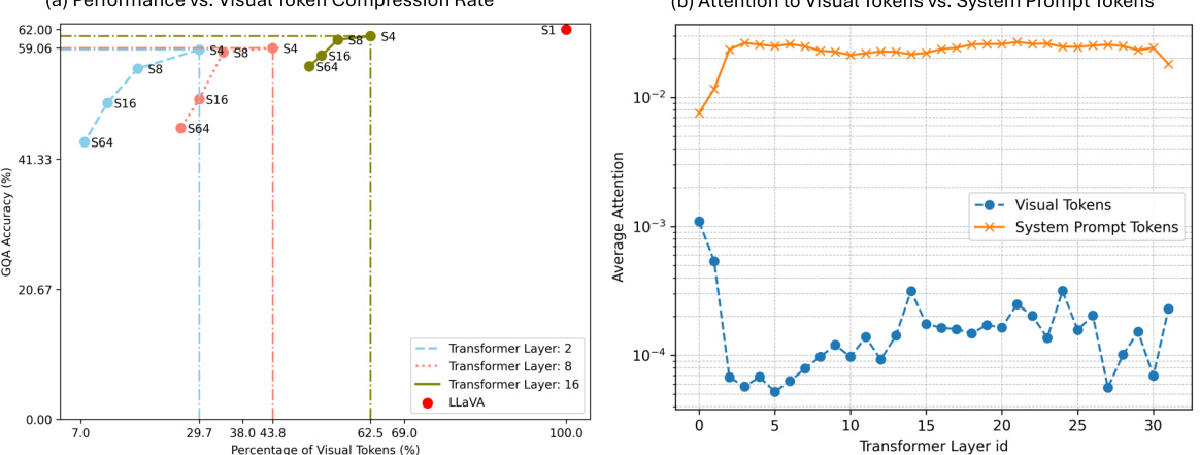 (a) Performance vs. Visual Token Compression Rate
62.00
59.06
41.33
20.67
0.00
GQA Accuracy (%)
S4
S8
S16
S64
S4
S8
S16
S64
S4
S8
S16
S64
S1
Transformer Layer: 2
Transformer Layer: 8
Transformer Layer: 16
LLaVA
7.0 29.7 38.0 43.8 62.5 69.0 100.0
Percentage of Visual Tokens (%)
(b) Attention to Visual Tokens vs. System Prompt Tokens
10⁻²
10⁻³
10⁻⁴
Average Attention
Visual Tokens
System Prompt Tokens
0 5 10 15 20 25 30
Transformer Layer id